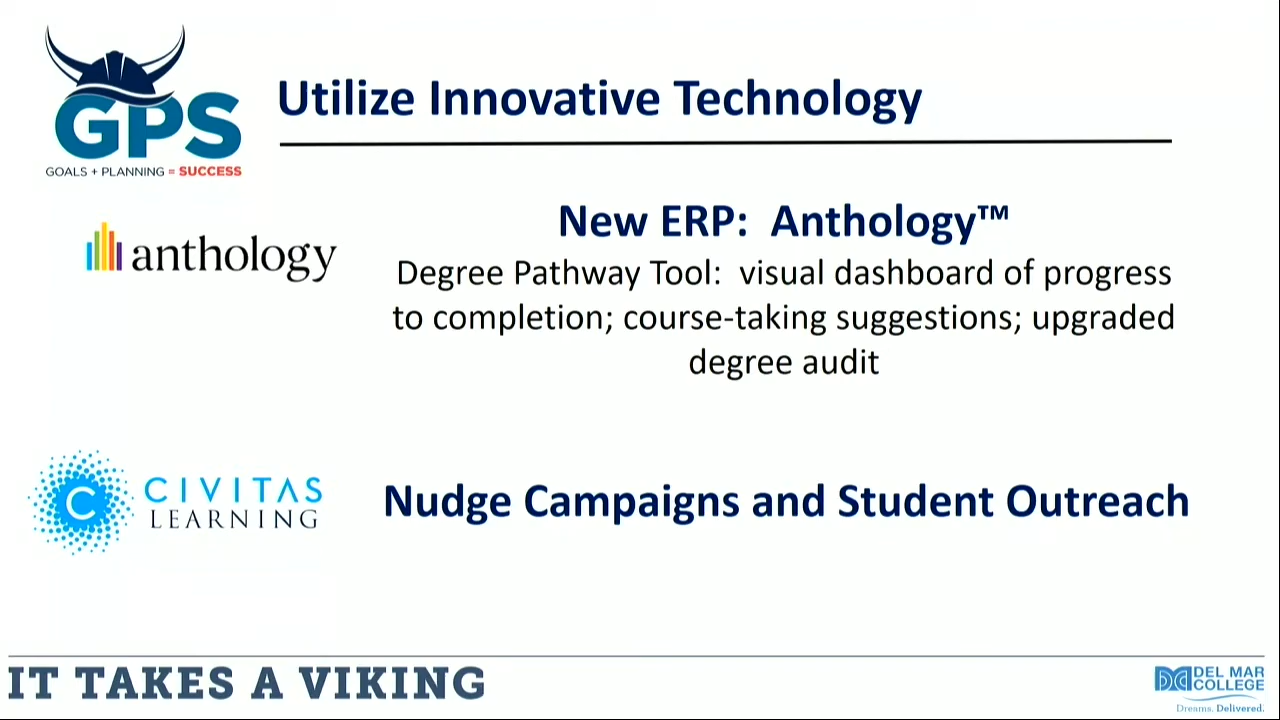 GPS
GOALS + PLANNING = SUCCESS
Utilize Innovative Technology
anthology
New ERP:  Anthology™
Degree Pathway Tool:  visual dashboard of progress
to completion; course-taking suggestions; upgraded
degree audit
C
CIVITAS
LEARNING
Nudge Campaigns and Student Outreach
IT TAKES A VIKING
DEL MAR
COLLEGE
Dreams. Delivered.